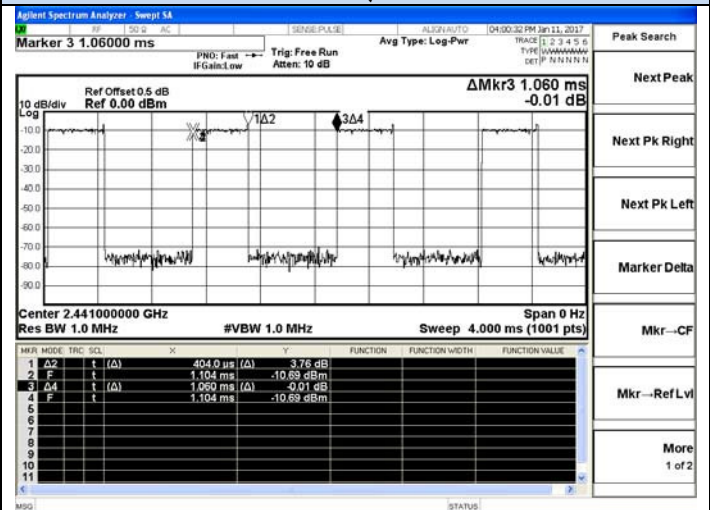 Agilent Spectrum Analyzer - Swept SA
RF 50 Ω AC SENSE:PULSE ALIGN AUTO 04:00:32 PM Jan 11, 2017
Marker 3 1.06000 ms
PNO: Fast Trig: Free Run
IFGain:Low Atten: 10 dB
Avg Type: Log-Pwr
TRACE 1 2 3 4 5 6
TYPE WWWWWW
DET P N N N N N
Peak Search
Next Peak
Next Pk Right
Next Pk Left
Marker Delta
Mkr→CF
Mkr→Ref Lvl
More
1 of 2
Ref Offset 0.5 dB
10 dB/div Ref 0.00 dBm
Log
ΔMkr3 1.060 ms
-0.01 dB
1Δ2
3Δ4
-10.0
-20.0
-30.0
-40.0
-50.0
-60.0
-70.0
-80.0
-90.0
Center 2.441000000 GHz Span 0 Hz
Res BW 1.0 MHz #VBW 1.0 MHz Sweep 4.000 ms (1001 pts)
MKR MODE TRC SCL X Y FUNCTION FUNCTION WIDTH FUNCTION VALUE
1 Δ2 t (Δ) 404.0 us (Δ) 3.76 dB
2 F t 1.104 ms -10.69 dBm
3 Δ4 t (Δ) 1.060 ms (Δ) -0.01 dB
4 F t 1.104 ms -10.69 dBm
5
6
7
8
9
10
11
MSG STATUS